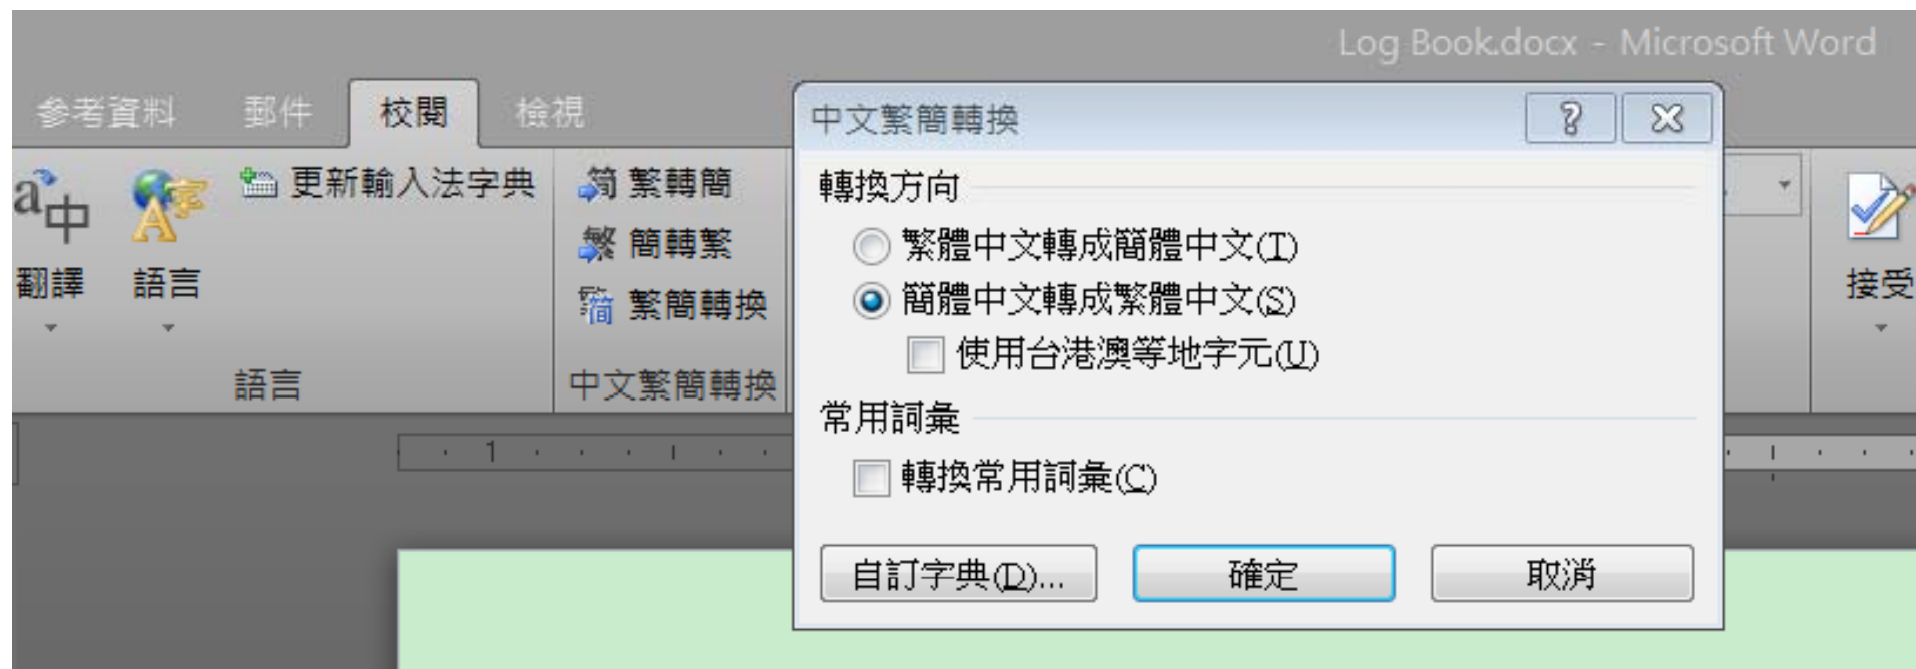 Log Book.docx - Microsoft Word
參考資料 郵件 校閱 檢視
中文繁簡轉換
更新輸入法字典
繁轉簡
簡轉繁
繁簡轉換
翻譯 語言
語言
中文繁簡轉換
轉換方向
繁體中文轉成簡體中文(T)
簡體中文轉成繁體中文(S)
使用台港澳等地字元(U)
常用詞彙
轉換常用詞彙(C)
自訂字典(D)... 確定 取消
接受
1